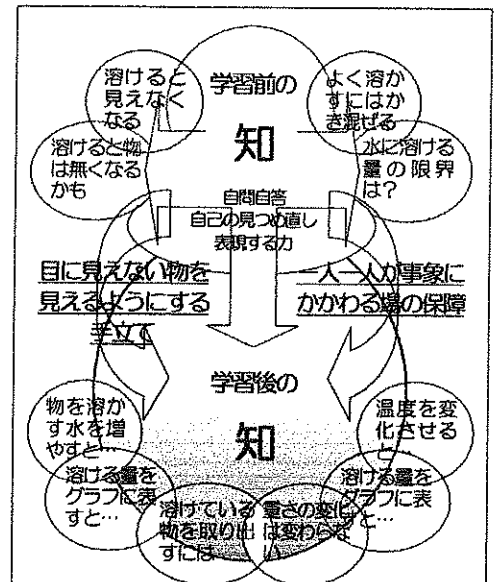 溶けると
見えなく
なる
学習前の
知
よく溶か
すにはか
き混ぜる
溶けると物
は無くなる
かも
水に溶ける
量の限界
は?
自問自答
自己の見つめ直し
表現する力
目に見えない物を
見えるようにする
手立て
一人一人が事象に
かかわる場の保障
学習後の
知
物を溶か
す水を増
やすと…
溶ける量を
グラフに表
すと…
溶けている
物を取り出
すには
重さの変化
は変わらな
い
温度を変
化させる
と
溶ける量を
グラフに表
すと…